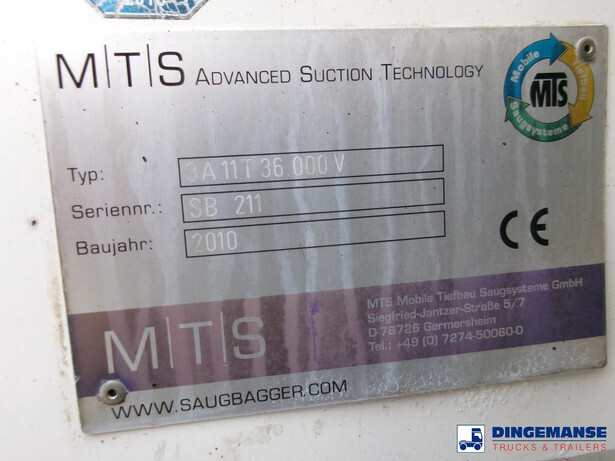 M|T|S ADVANCED SUCTION TECHNOLOGY
Mobile Tiefbau Saugsysteme
MTS
Typ: 3A 11 T 36.000 V
Seriennr.: SB 211
Baujahr: 2010
CE
M|T|S
MTS Mobile Tiefbau Saugsysteme GmbH
Siegfried-Jantzer-Straße 5/7
D-76726 Germersheim
Tel.: +49 (0) 7274-50060-0
WWW.SAUGBAGGER.COM
DINGEMANSE
TRUCKS & TRAILERS